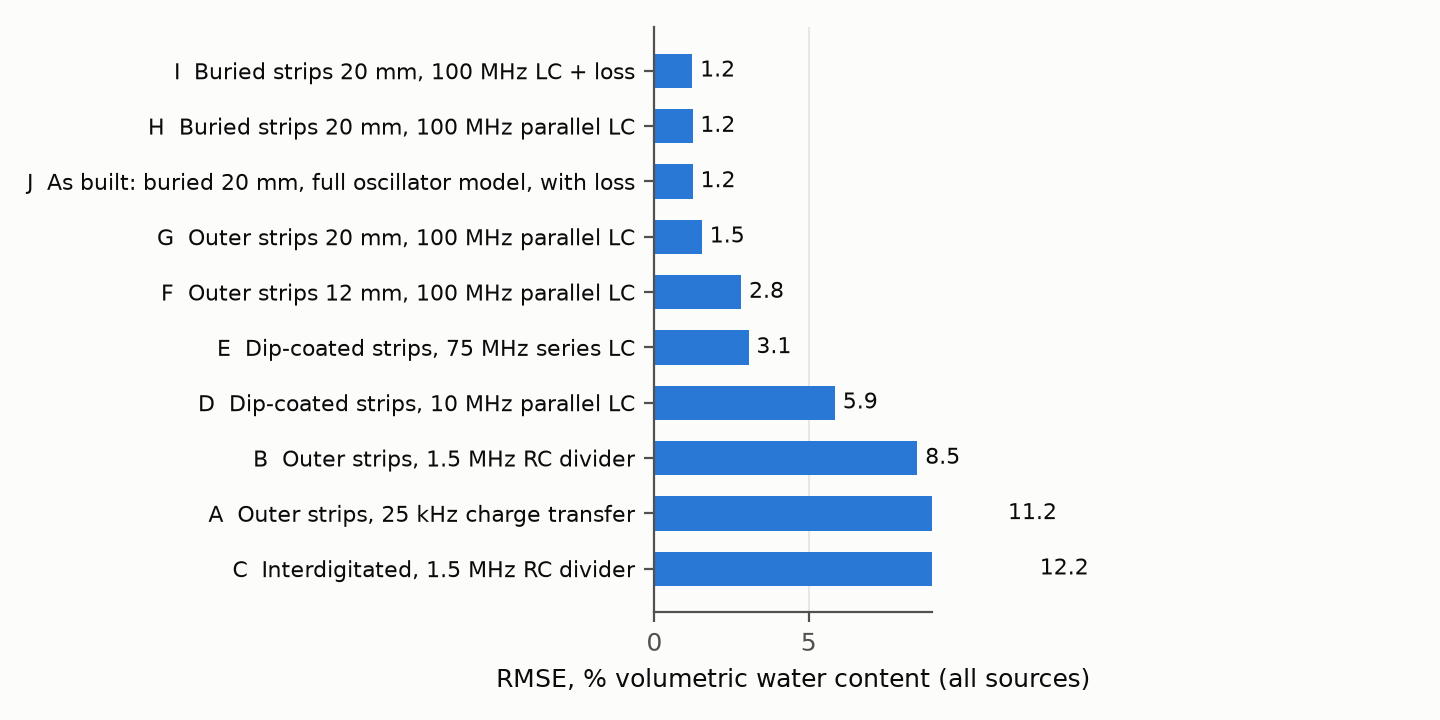 I Buried strips 20 mm, 100 MHz LC + loss 1.2
H Buried strips 20 mm, 100 MHz parallel LC 1.2
J As built: buried 20 mm, full oscillator model, with loss 1.2
G Outer strips 20 mm, 100 MHz parallel LC 1.5
F Outer strips 12 mm, 100 MHz parallel LC 2.8
E Dip-coated strips, 75 MHz series LC 3.1
D Dip-coated strips, 10 MHz parallel LC 5.9
B Outer strips, 1.5 MHz RC divider 8.5
A Outer strips, 25 kHz charge transfer 11.2
C Interdigitated, 1.5 MHz RC divider 12.2
0 5
RMSE, % volumetric water content (all sources)